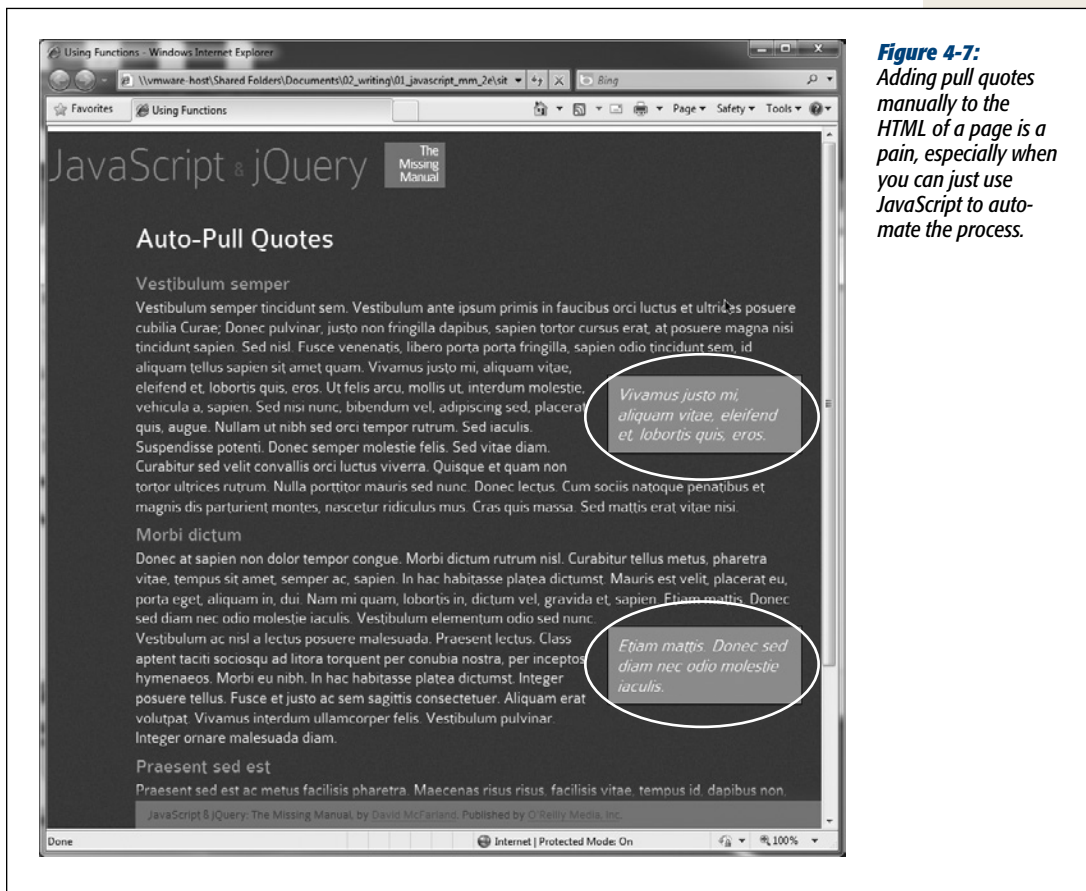 Using Functions - Windows Internet Explorer
\\vmware-host\Shared Folders\Documents\02_writing\01_javascript_mm_2e\sit
Bing
Favorites
Using Functions
Page
Safety
Tools
JavaScript & jQuery
The
Missing
Manual
Auto-Pull Quotes
Vestibulum semper
Vestibulum semper tincidunt sem. Vestibulum ante ipsum primis in faucibus orci luctus et ultrices posuere
cubilia Curae; Donec pulvinar, justo non fringilla dapibus, sapien tortor cursus erat, at posuere magna nisi
tincidunt sapien. Sed nisl. Fusce venenatis, libero porta porta fringilla, sapien odio tincidunt sem, id
aliquam tellus sapien sit amet quam. Vivamus justo mi, aliquam vitae,
eleifend et, lobortis quis, eros. Ut felis arcu, mollis ut, interdum molestie,
vehicula a, sapien. Sed nisi nunc, bibendum vel, adipiscing sed, placerat
quis, augue. Nullam ut nibh sed orci tempor rutrum. Sed iaculis.
Suspendisse potenti. Donec semper molestie felis. Sed vitae diam.
Curabitur sed velit convallis orci luctus viverra. Quisque et quam non
tortor ultrices rutrum. Nulla porttitor mauris sed nunc. Donec lectus. Cum sociis natoque penatibus et
magnis dis parturient montes, nascetur ridiculus mus. Cras quis massa. Sed mattis erat vitae nisi.
Vivamus justo mi,
aliquam vitae, eleifend
et, lobortis quis, eros.
Morbi dictum
Donec at sapien non dolor tempor congue. Morbi dictum rutrum nisl. Curabitur tellus metus, pharetra
vitae, tempus sit amet, semper ac, sapien. In hac habitasse platea dictumst. Mauris est velit, placerat eu,
porta eget, aliquam in, dui. Nam mi quam, lobortis in, dictum vel, gravida et, sapien. Etiam mattis. Donec
sed diam nec odio molestie iaculis. Vestibulum elementum odio sed nunc.
Vestibulum ac nisl a lectus posuere malesuada. Praesent lectus. Class
aptent taciti sociosqu ad litora torquent per conubia nostra, per inceptos
hymenaeos. Morbi eu nibh. In hac habitasse platea dictumst. Integer
posuere tellus. Fusce et justo ac sem sagittis consectetuer. Aliquam erat
volutpat. Vivamus interdum ullamcorper felis. Vestibulum pulvinar.
Integer ornare malesuada diam.
Etiam mattis. Donec sed
diam nec odio molestie
iaculis.
Praesent sed est
Praesent sed est ac metus facilisis pharetra. Maecenas risus risus, facilisis vitae, tempus id, dapibus non,
JavaScript & jQuery: The Missing Manual, by David McFarland. Published by O'Reilly Media, Inc.
Done
Internet | Protected Mode: On
100%
Figure 4-7:
Adding pull quotes
manually to the
HTML of a page is a
pain, especially when
you can just use
JavaScript to auto-
mate the process.